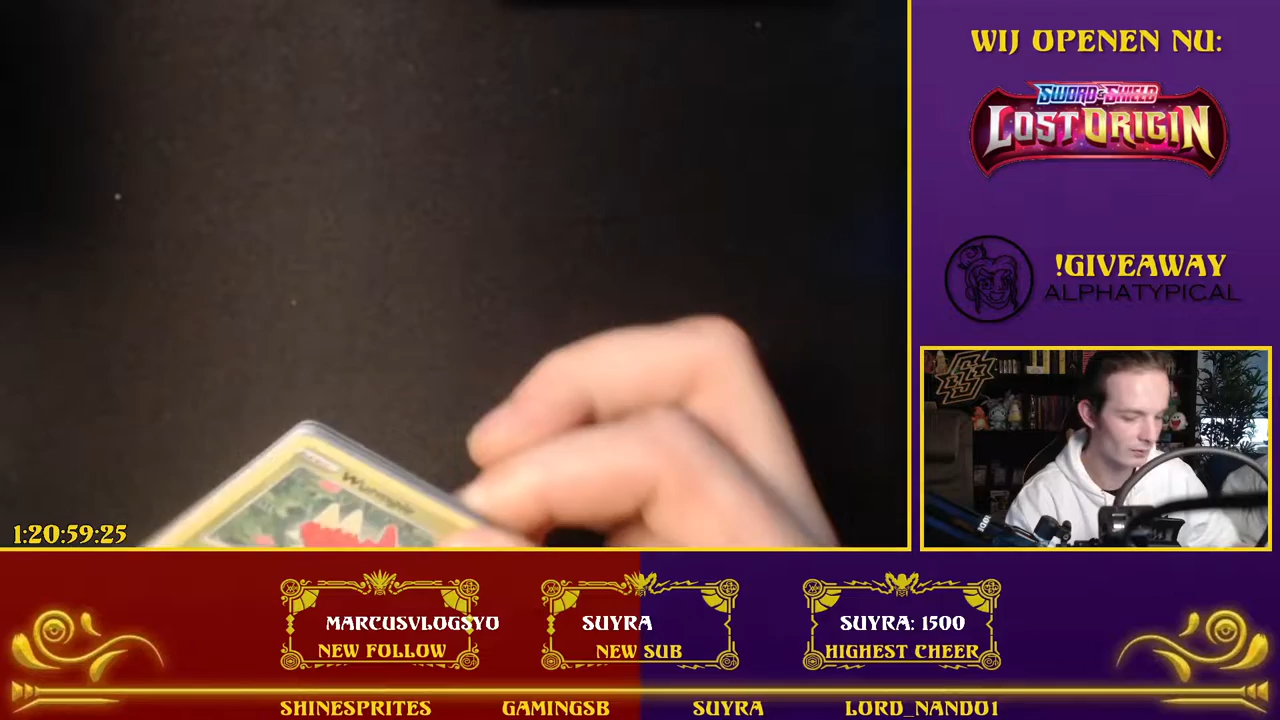 WIJ OPENEN NU:
SWORD & SHIELD
LOST ORIGIN
!GIVEAWAY
ALPHATYPICAL
Wurmple
1:20:59:25
MARCUSVLOGSYO
NEW FOLLOW
SUYRA
NEW SUB
SUYRA: 1500
HIGHEST CHEER
SHINESPRITES
GAMINGSB
SUYRA
LORD_NANDO1